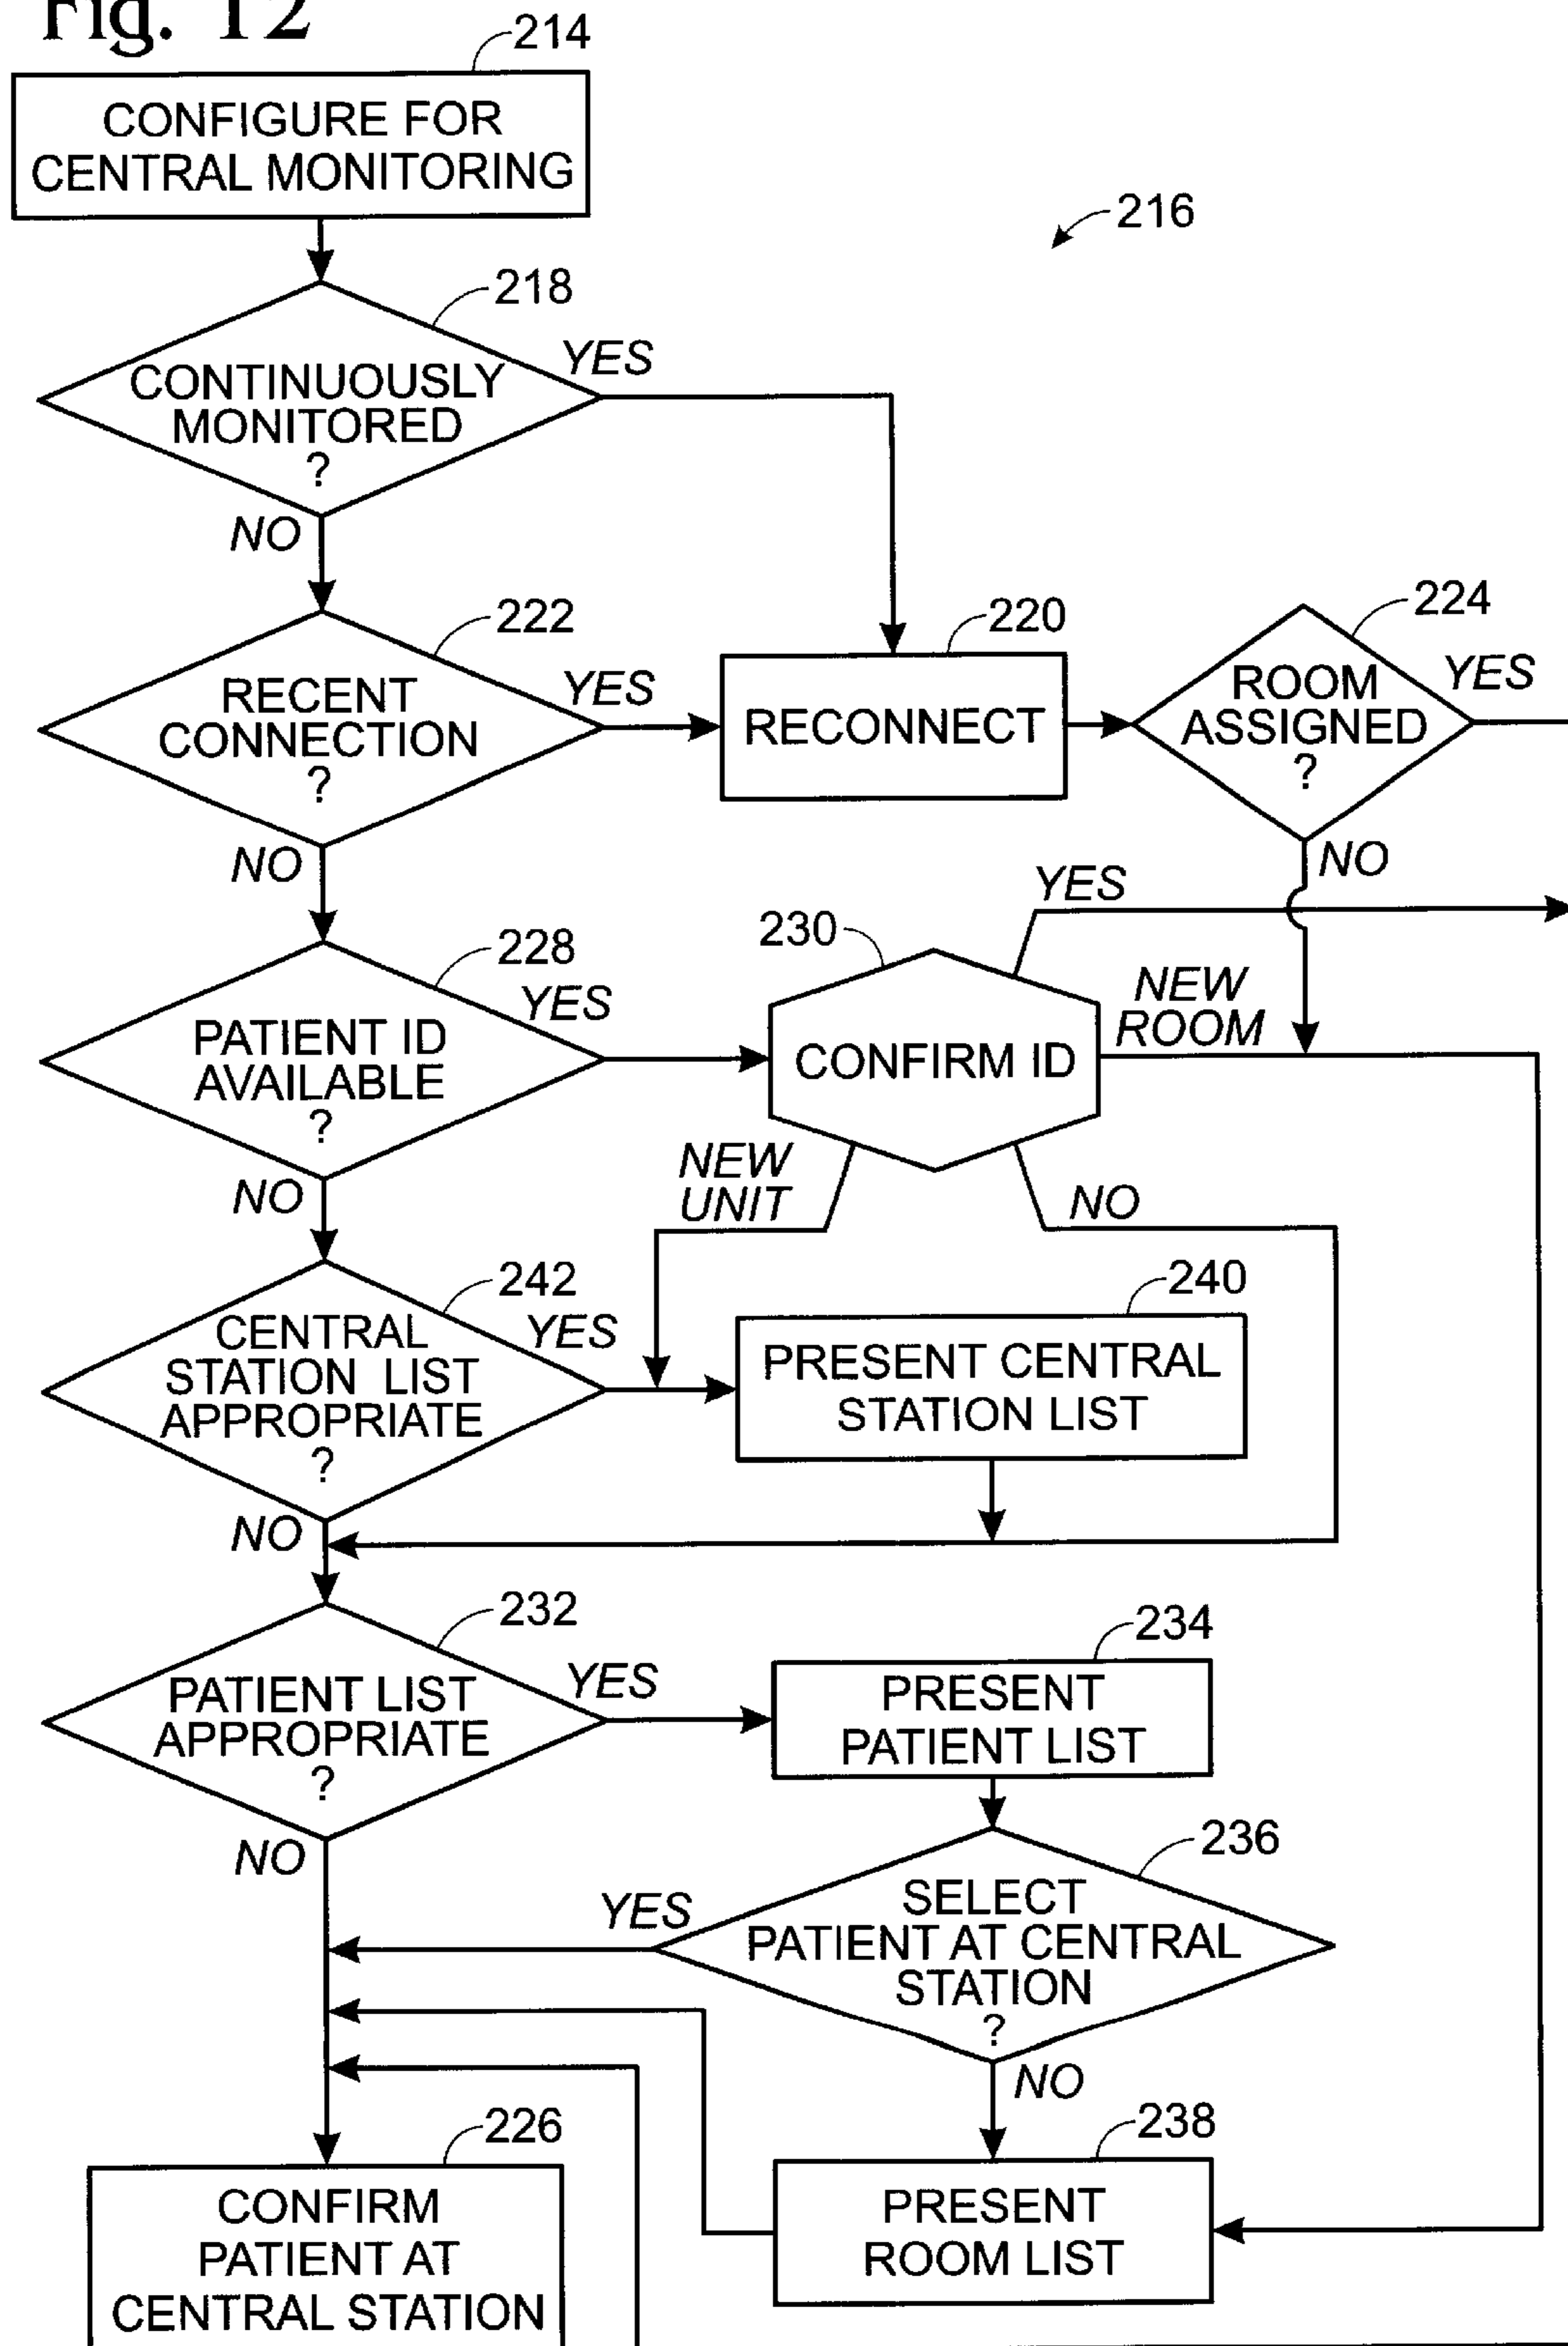 Fig. 12
214
CONFIGURE FOR
CENTRAL MONITORING
216
218
CONTINUOUSLY
MONITORED
?
YES
NO
222
RECENT
CONNECTION
?
YES
NO
220
RECONNECT
224
ROOM
ASSIGNED
?
YES
NO
228
PATIENT ID
AVAILABLE
?
YES
NO
230
CONFIRM ID
YES
NEW
ROOM
NEW
UNIT
NO
242
CENTRAL
STATION LIST
APPROPRIATE
?
YES
NO
240
PRESENT CENTRAL
STATION LIST
232
PATIENT LIST
APPROPRIATE
?
YES
NO
234
PRESENT
PATIENT LIST
236
SELECT
PATIENT AT CENTRAL
STATION
?
YES
NO
226
CONFIRM
PATIENT AT
CENTRAL STATION
238
PRESENT
ROOM LIST